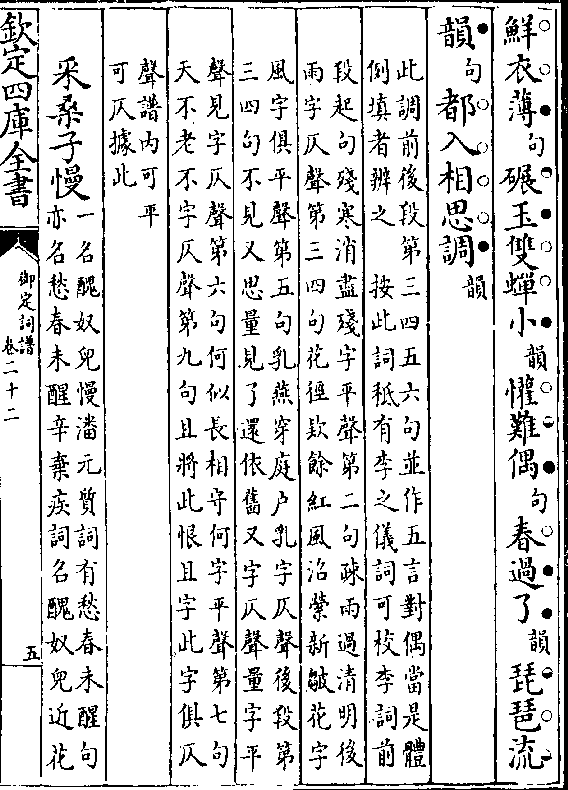 鮮衣薄句碾玉雙蟬小韻懽難偶句春過了韻琵琶流
韻句都入相思調韻
此調前後段第三四五六句並作五言對偶當是體
例填者辨之　按此詞秪有李之儀詞可校李詞前
段起句殘寒消盡殘字平聲第二句疎雨過清明後
雨字仄聲第三四句花徑欵餘紅風沼縈新皺花字
風字俱平聲第五句乳燕穿庭户乳字仄聲後段第
三四句不見又思量見了還依舊又字仄聲量字平
聲見字仄聲第六句何似長相守何字平聲第七句
天不老不字仄聲第九句且將此恨且字此字俱仄
聲譜内可平
可仄據此
采桑子慢
一名醜奴兒慢潘元質詞有愁春未醒句
亦名愁春未醒辛棄疾詞名醜奴兒近花
欽定四庫全書
御定詞譜
卷二十二
五